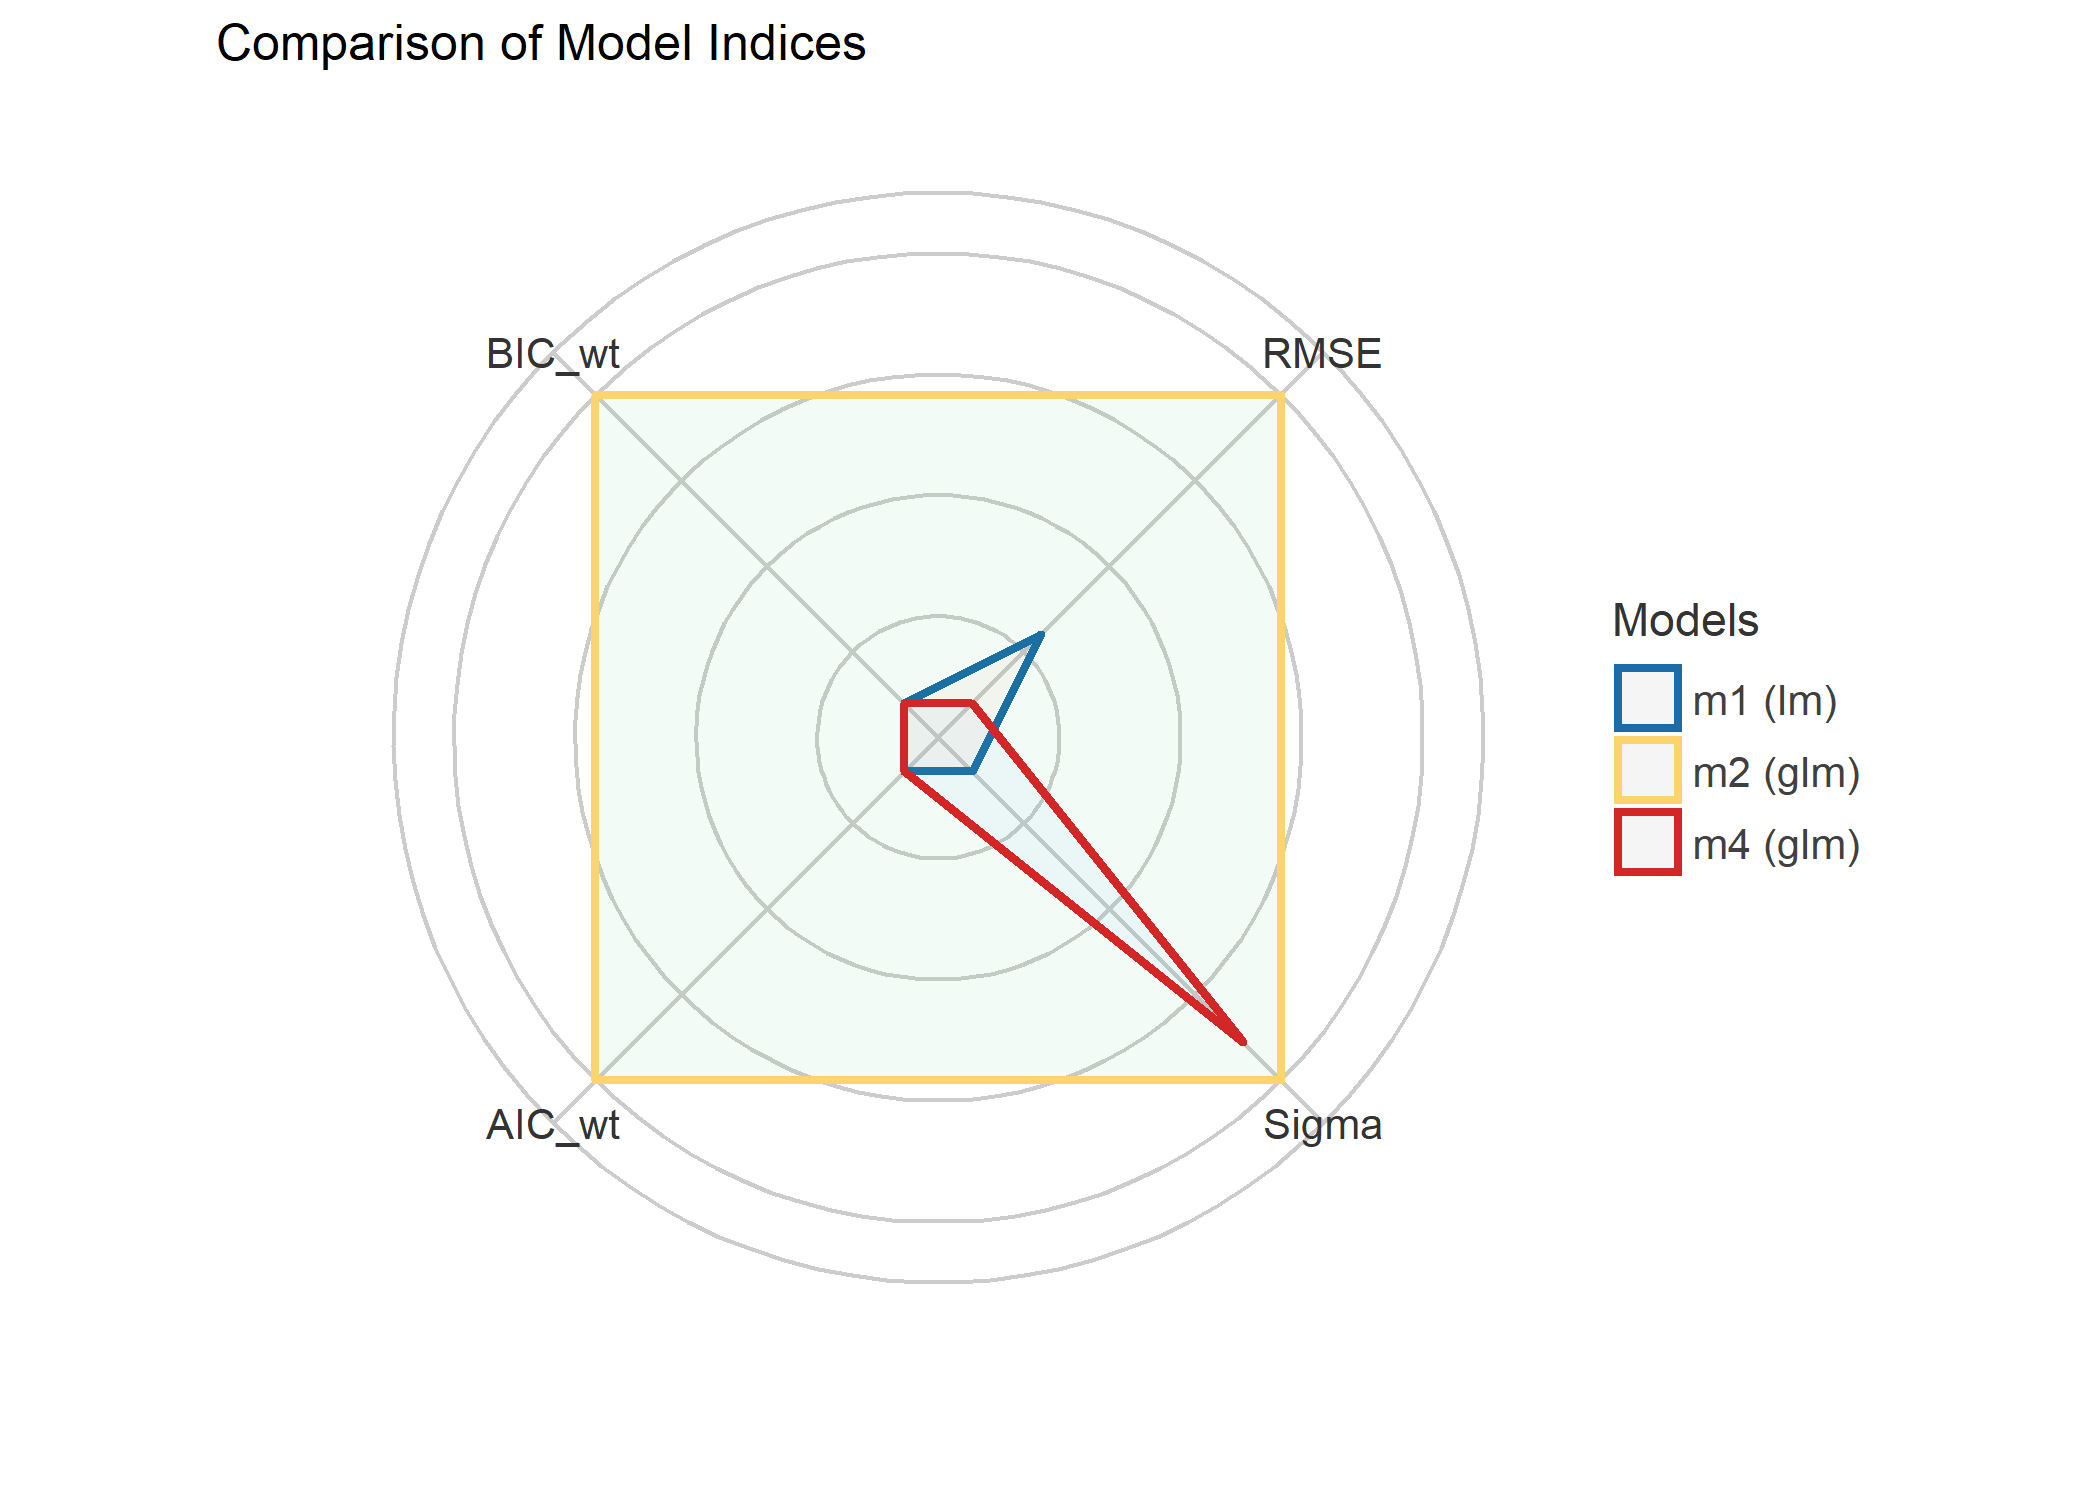 Comparison of Model Indices
BIC_wt
RMSE
AIC_wt
Sigma
Models
m1 (lm)
m2 (glm)
m4 (glm)